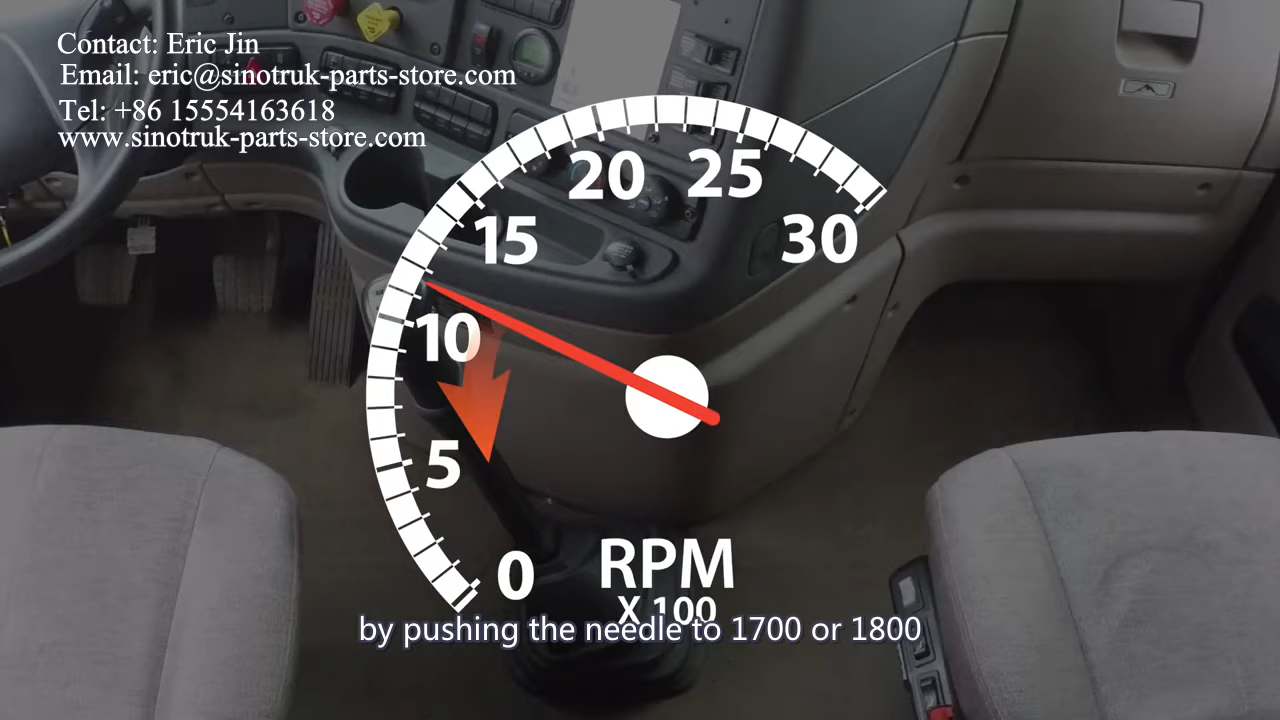 Contact: Eric Jin
Email: eric@sinotruk-parts-store.com
Tel: +86 15554163618
www.sinotruk-parts-store.com
20 25
15 30
10
5
0 RPM
X 100
by pushing the needle to 1700 or 1800